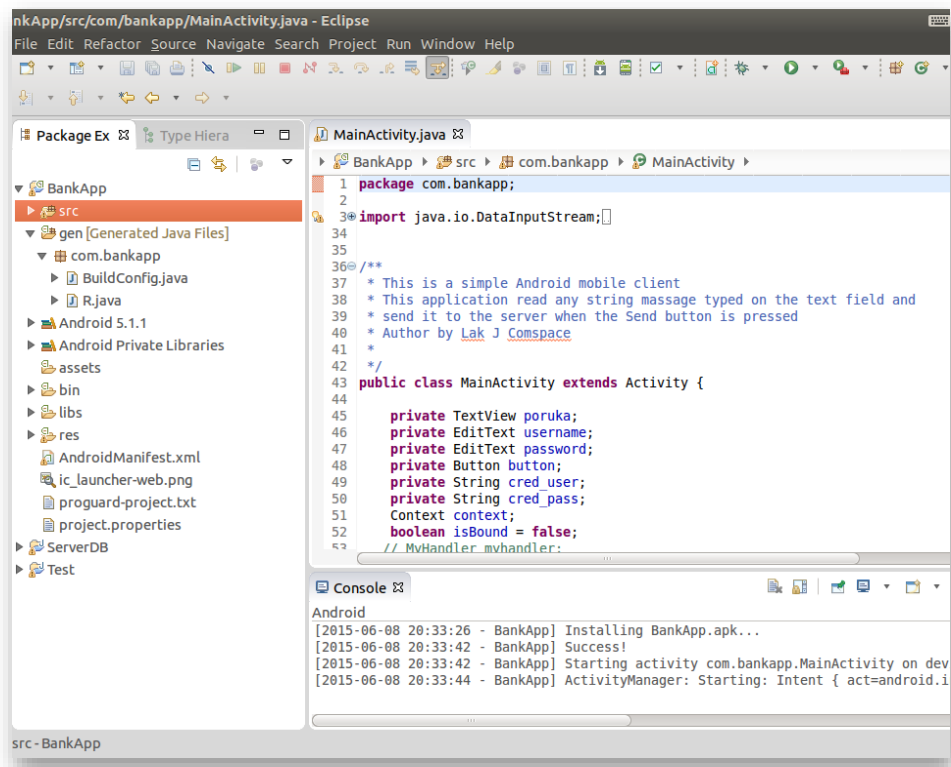 nkApp/src/com/bankapp/MainActivity.java - Eclipse
File Edit Refactor Source Navigate Search Project Run Window Help
Package Ex Type Hiera
BankApp
src
gen [Generated Java Files]
com.bankapp
BuildConfig.java
R.java
Android 5.1.1
Android Private Libraries
assets
bin
libs
res
AndroidManifest.xml
ic_launcher-web.png
proguard-project.txt
project.properties
ServerDB
Test
MainActivity.java
BankApp src com.bankapp MainActivity
1 package com.bankapp;
2
3 import java.io.DataInputStream;
34
35
36 /**
37 * This is a simple Android mobile client
38 * This application read any string massage typed on the text field and
39 * send it to the server when the Send button is pressed
40 * Author by Lak J Comspace
41 *
42 */
43 public class MainActivity extends Activity {
44
45 private TextView poruka;
46 private EditText username;
47 private EditText password;
48 private Button button;
49 private String cred_user;
50 private String cred_pass;
51 Context context;
52 boolean isBound = false;
53 // MyHandler myhandler;
Console
Android
[2015-06-08 20:33:26 - BankApp] Installing BankApp.apk...
[2015-06-08 20:33:42 - BankApp] Success!
[2015-06-08 20:33:42 - BankApp] Starting activity com.bankapp.MainActivity on dev
[2015-06-08 20:33:44 - BankApp] ActivityManager: Starting: Intent { act=android.i
src - BankApp